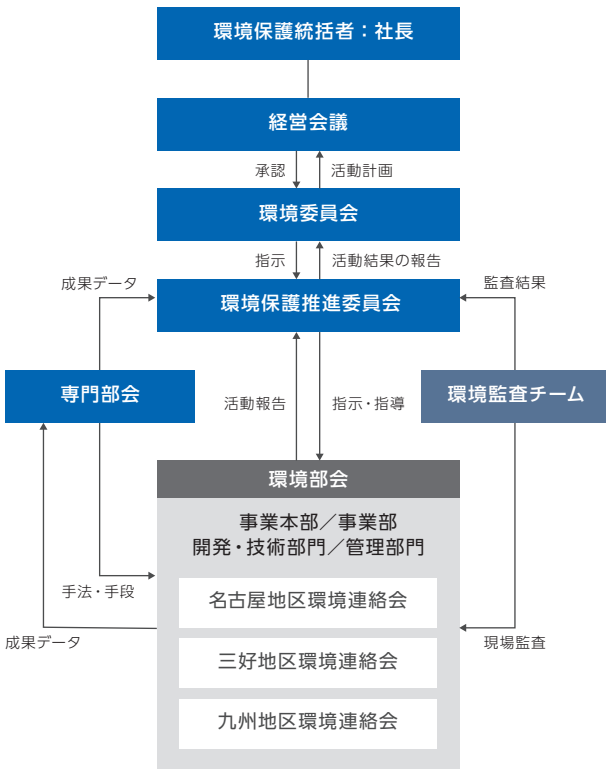 環境保護統括者：社長
経営会議
承認
活動計画
環境委員会
指示
活動結果の報告
成果データ
環境保護推進委員会
監査結果
専門部会
活動報告
指示・指導
環境監査チーム
環境部会
事業本部／事業部
開発・技術部門／管理部門
手法・手段
名古屋地区環境連絡会
成果データ
現場監査
三好地区環境連絡会
九州地区環境連絡会